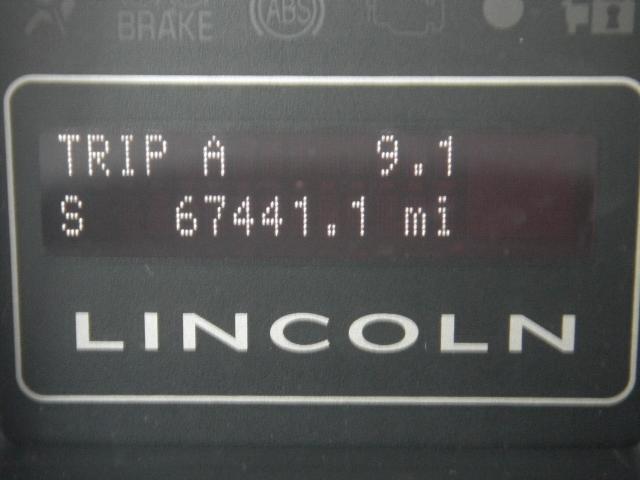 BRAKE
ABS
TRIP A 9.1
S 67441.1 mi
LINCOLN